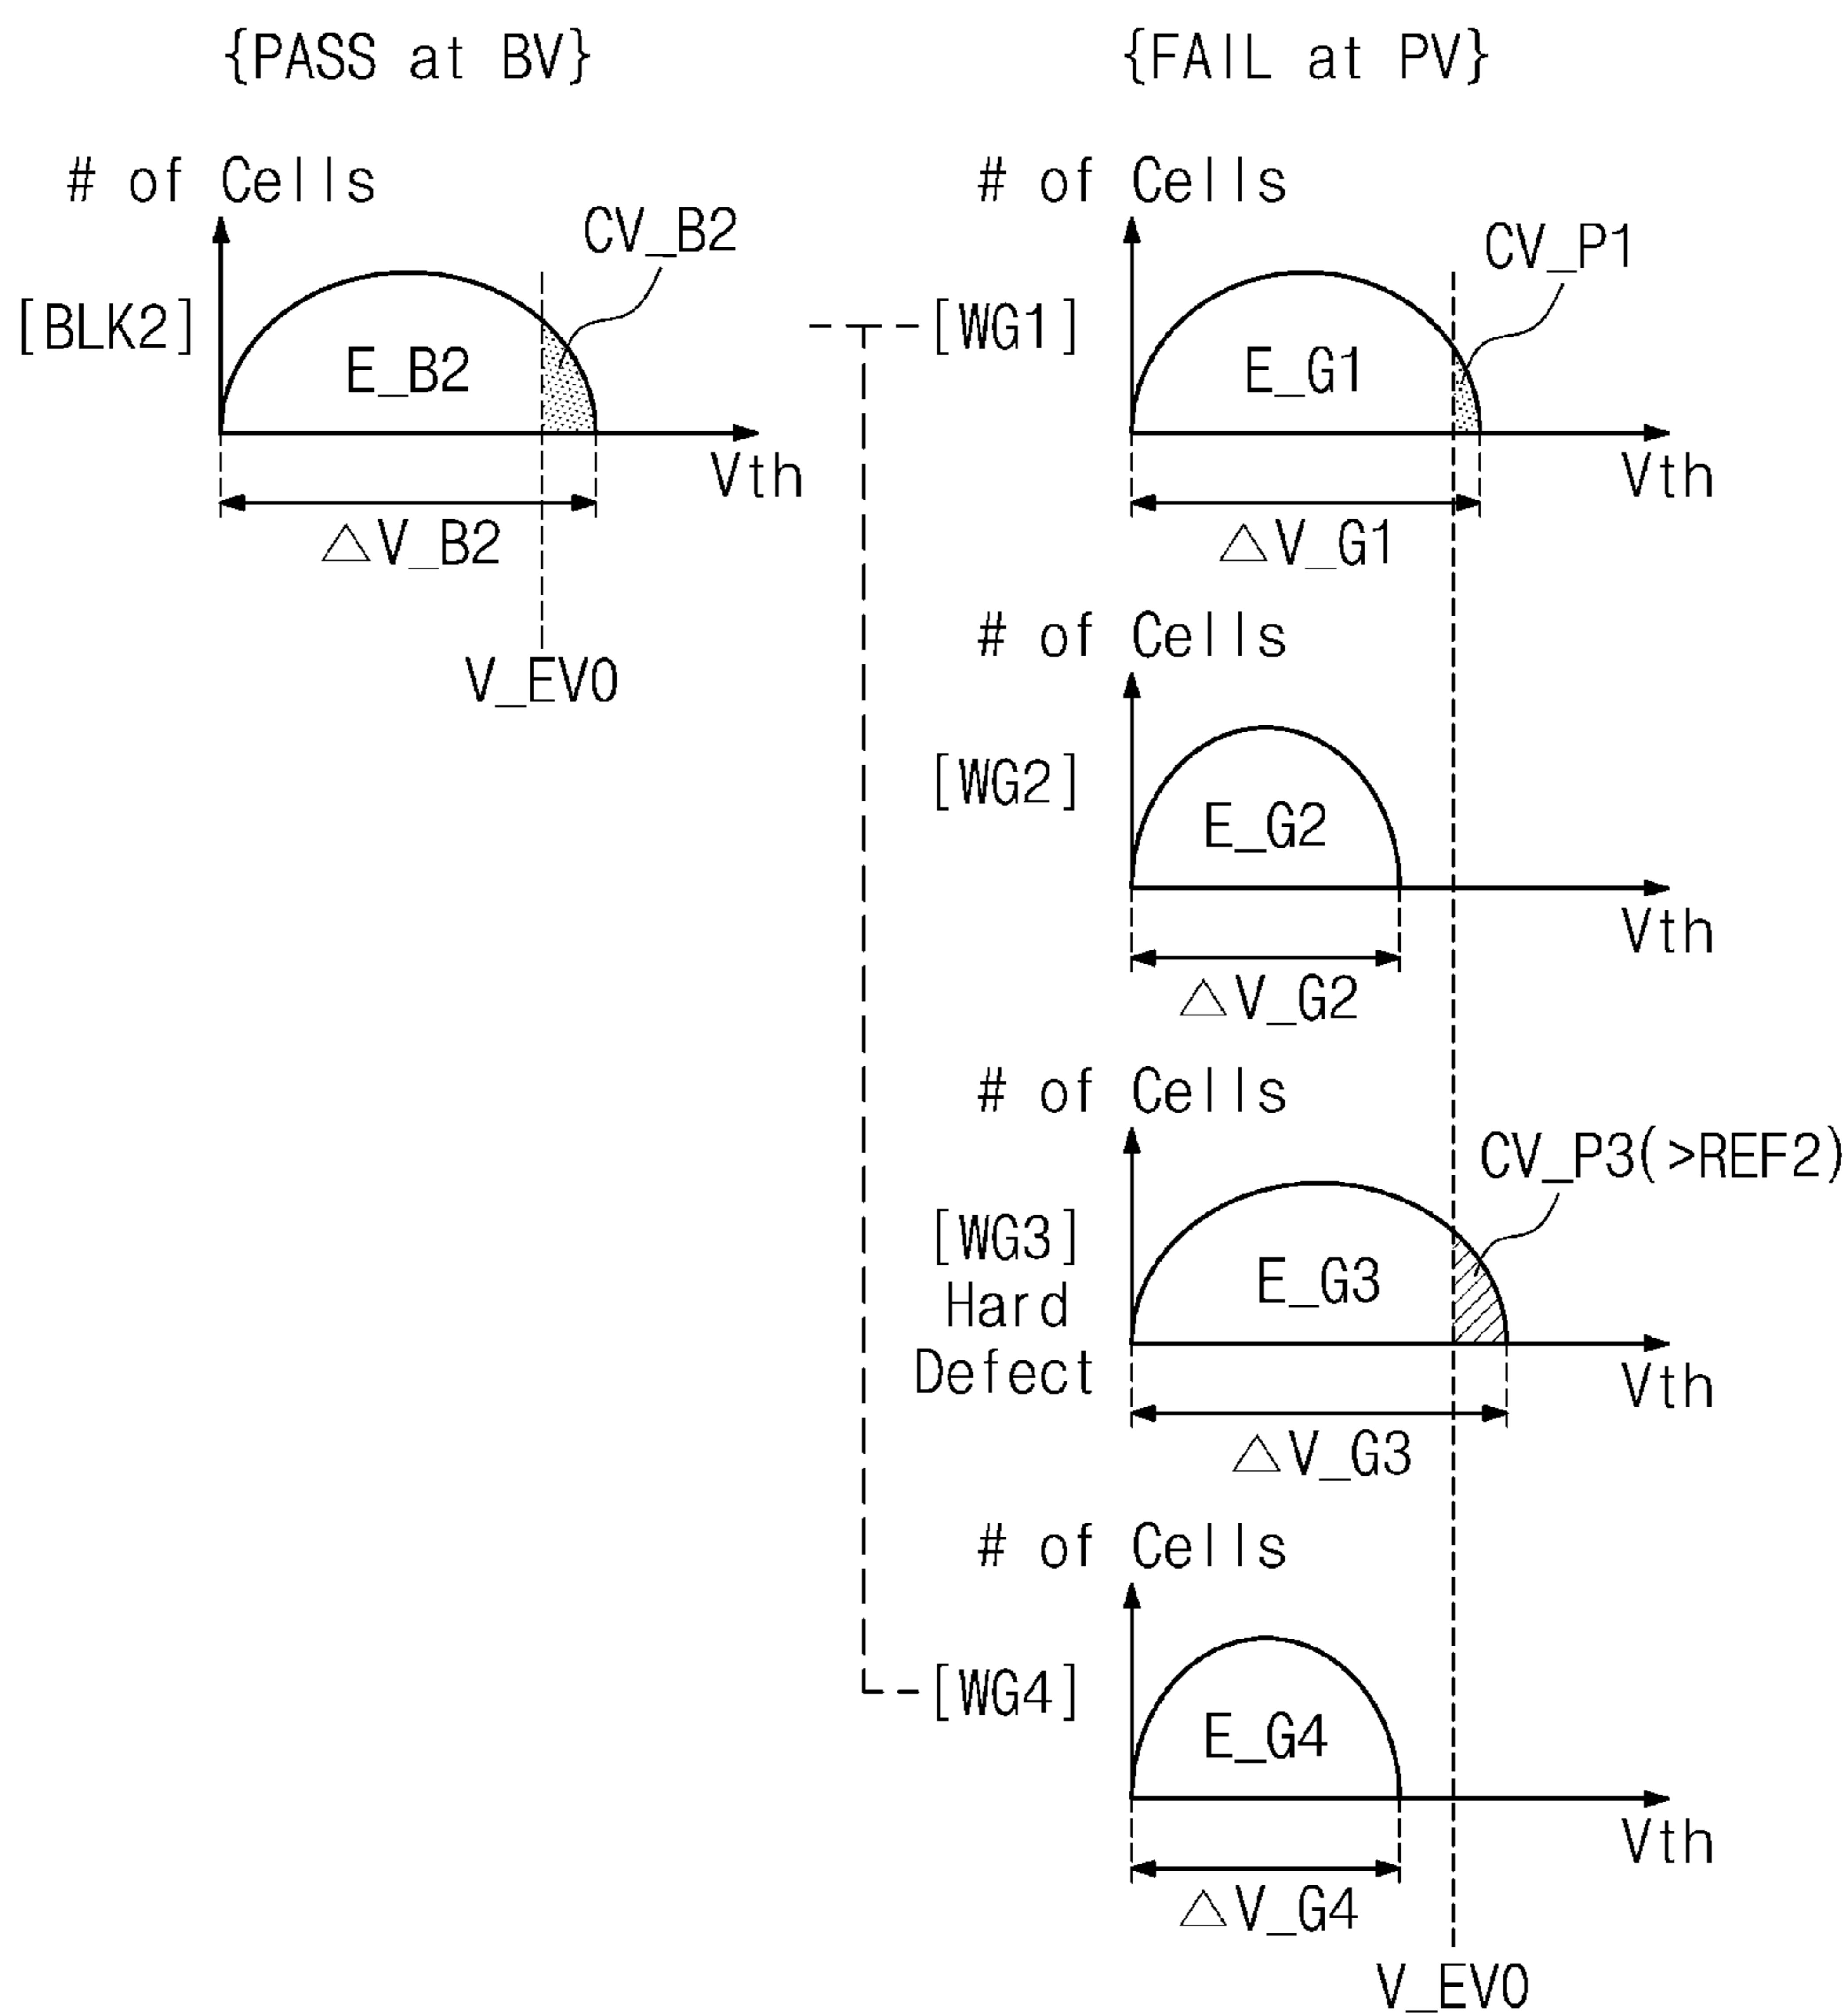 {PASS at BV}
# of Cells
CV_B2
[BLK2]
E_B2
Vth
△V_B2
V_EV0
{FAIL at PV}
# of Cells
CV_P1
[WG1]
E_G1
Vth
△V_G1
# of Cells
[WG2]
E_G2
Vth
△V_G2
# of Cells
CV_P3(>REF2)
[WG3]
Hard
Defect
E_G3
Vth
△V_G3
# of Cells
[WG4]
E_G4
Vth
△V_G4
V_EV0